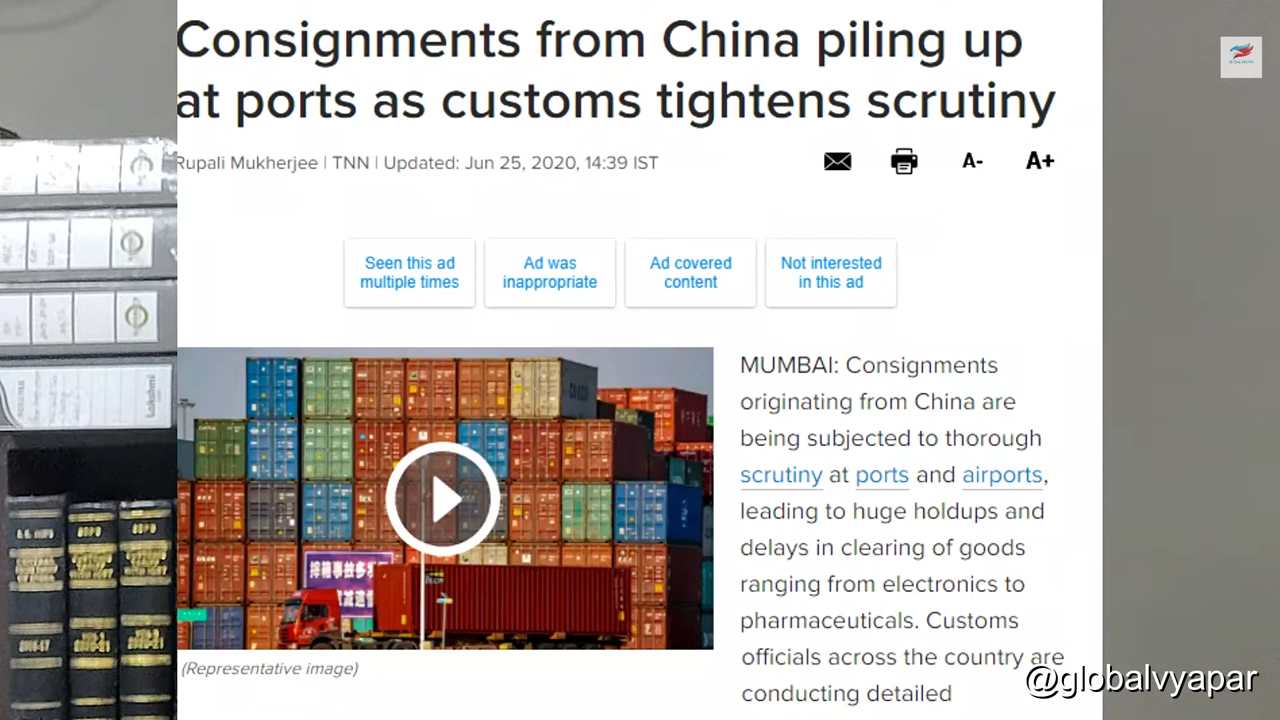 Consignments from China piling up
at ports as customs tightens scrutiny
Rupali Mukherjee | TNN | Updated: Jun 25, 2020, 14:39 IST
A-
A+
Seen this ad
multiple times
Ad was
inappropriate
Ad covered
content
Not interested
in this ad
MUMBAI: Consignments
originating from China are
being subjected to thorough
scrutiny at ports and airports,
leading to huge holdups and
delays in clearing of goods
ranging from electronics to
pharmaceuticals. Customs
officials across the country are
conducting detailed
(Representative image)
@globalvyapar